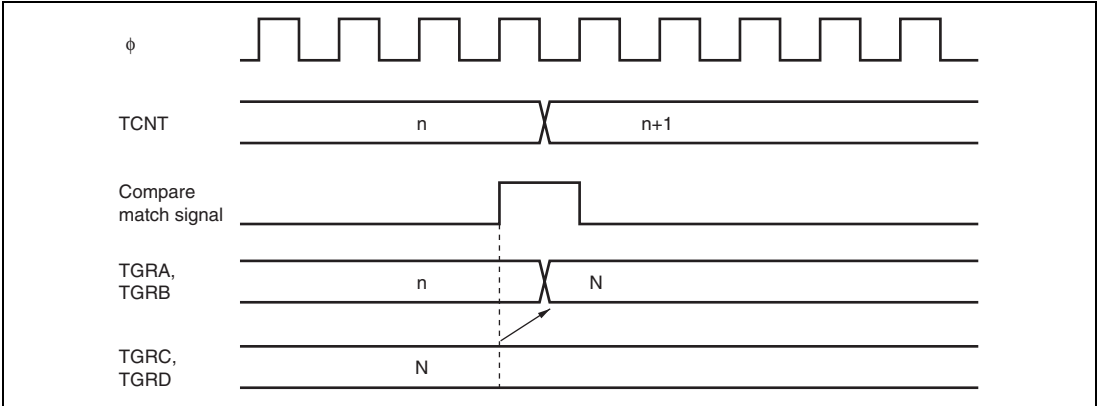 ϕ
TCNT
n
n+1
Compare
match signal
TGRA,
TGRB
n
N
TGRC,
TGRD
N